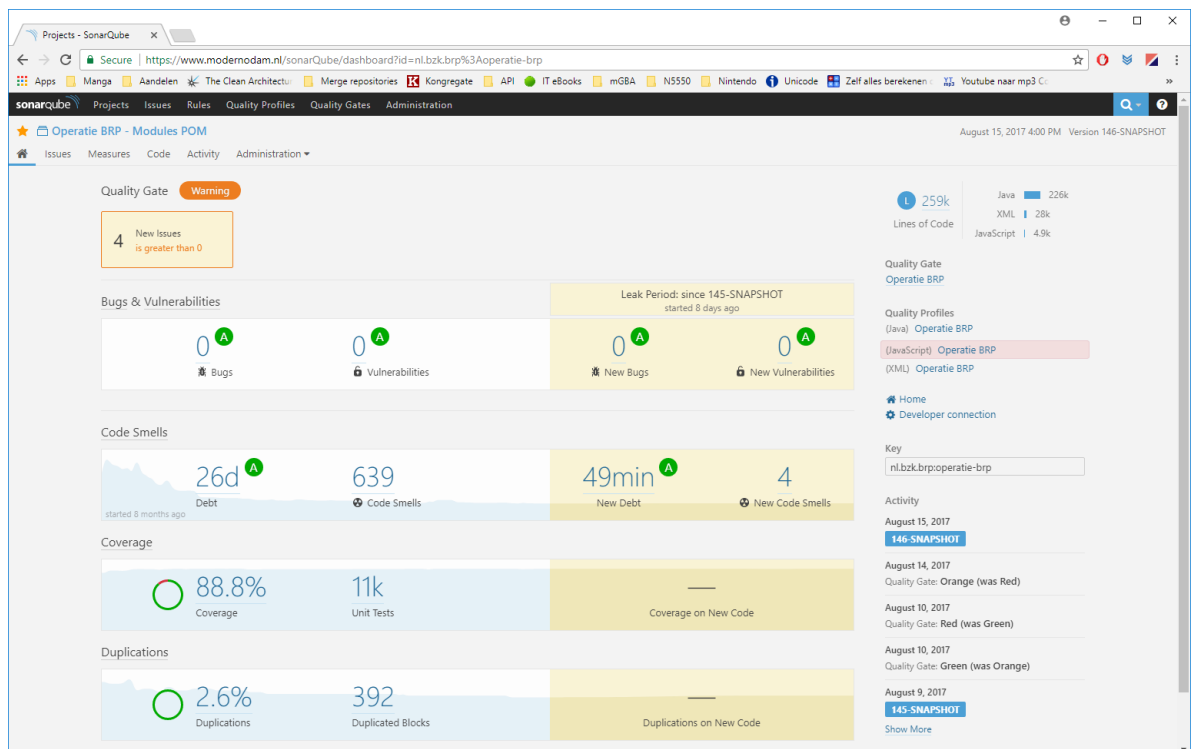 Projects - SonarQube
Secure | https://www.modernodam.nl/sonarQube/dashboard?id=nl.bzk.brp%3Aoperatie-brp
Apps Manga Aandelen The Clean Architectur Merge repositories Kongregate API IT eBooks mGBA N5550 Nintendo Unicode Zelf alles berekenen Youtube naar mp3 Co »
sonarqube Projects Issues Rules Quality Profiles Quality Gates Administration
Operatie BRP - Modules POM
August 15, 2017 4:00 PM Version 146-SNAPSHOT
Issues Measures Code Activity Administration
Quality Gate Warning
4 New Issues
is greater than 0
Bugs & Vulnerabilities
Leak Period: since 145-SNAPSHOT
started 8 days ago
0 A 0 A 0 A 0 A
Bugs Vulnerabilities New Bugs New Vulnerabilities
Code Smells
26d A 639 49min A 4
Debt Code Smells New Debt New Code Smells
started 8 months ago
Coverage
88.8% 11k —
Coverage Unit Tests Coverage on New Code
Duplications
2.6% 392 —
Duplications Duplicated Blocks Duplications on New Code
L 259k
Lines of Code
Java 226k
XML 28k
JavaScript 4.9k
Quality Gate
Operatie BRP
Quality Profiles
(Java) Operatie BRP
(JavaScript) Operatie BRP
(XML) Operatie BRP
Home
Developer connection
Key
nl.bzk.brp:operatie-brp
Activity
August 15, 2017
146-SNAPSHOT
August 14, 2017
Quality Gate: Orange (was Red)
August 10, 2017
Quality Gate: Red (was Green)
August 10, 2017
Quality Gate: Green (was Orange)
August 9, 2017
145-SNAPSHOT
Show More